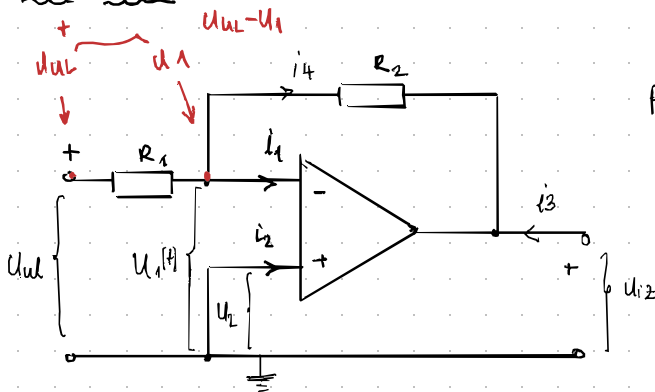 + Uul-U1
Uul U1
i4 R2
+
R1 i1
-
i2 i3
+
+
Uul U1(t) U2 Uiz